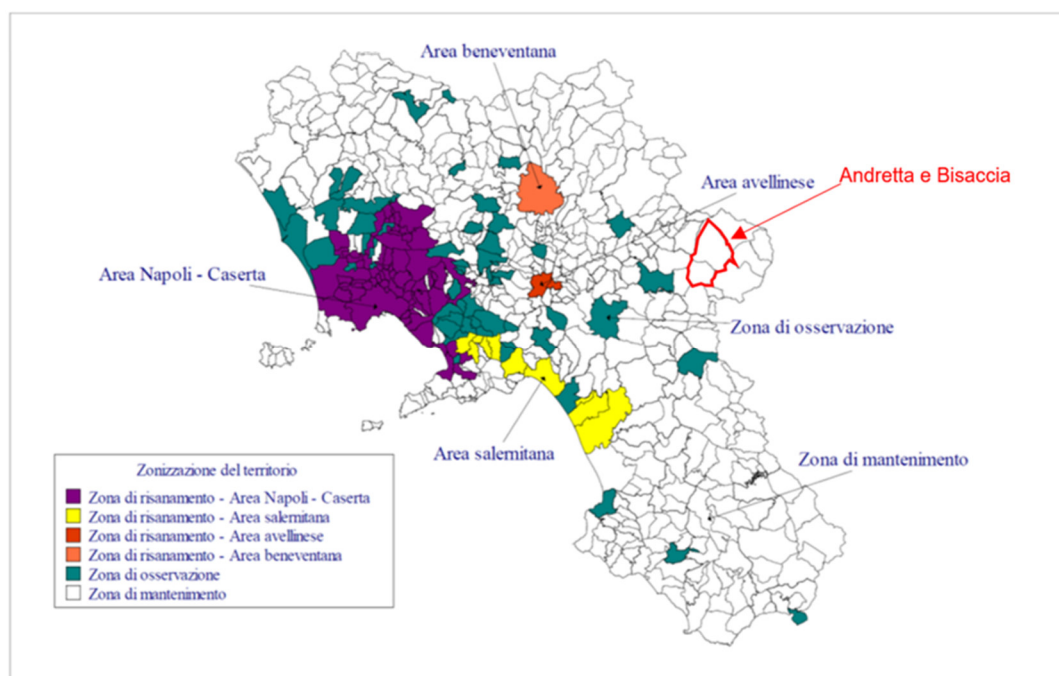 Area beneventana
Area avellinese
Andretta e Bisaccia
Area Napoli - Caserta
Zona di osservazione
Area salernitana
Zona di mantenimento
Zonizzazione del territorio
Zona di risanamento - Area Napoli - Caserta
Zona di risanamento - Area salernitana
Zona di risanamento - Area avellinese
Zona di risanamento - Area beneventana
Zona di osservazione
Zona di mantenimento